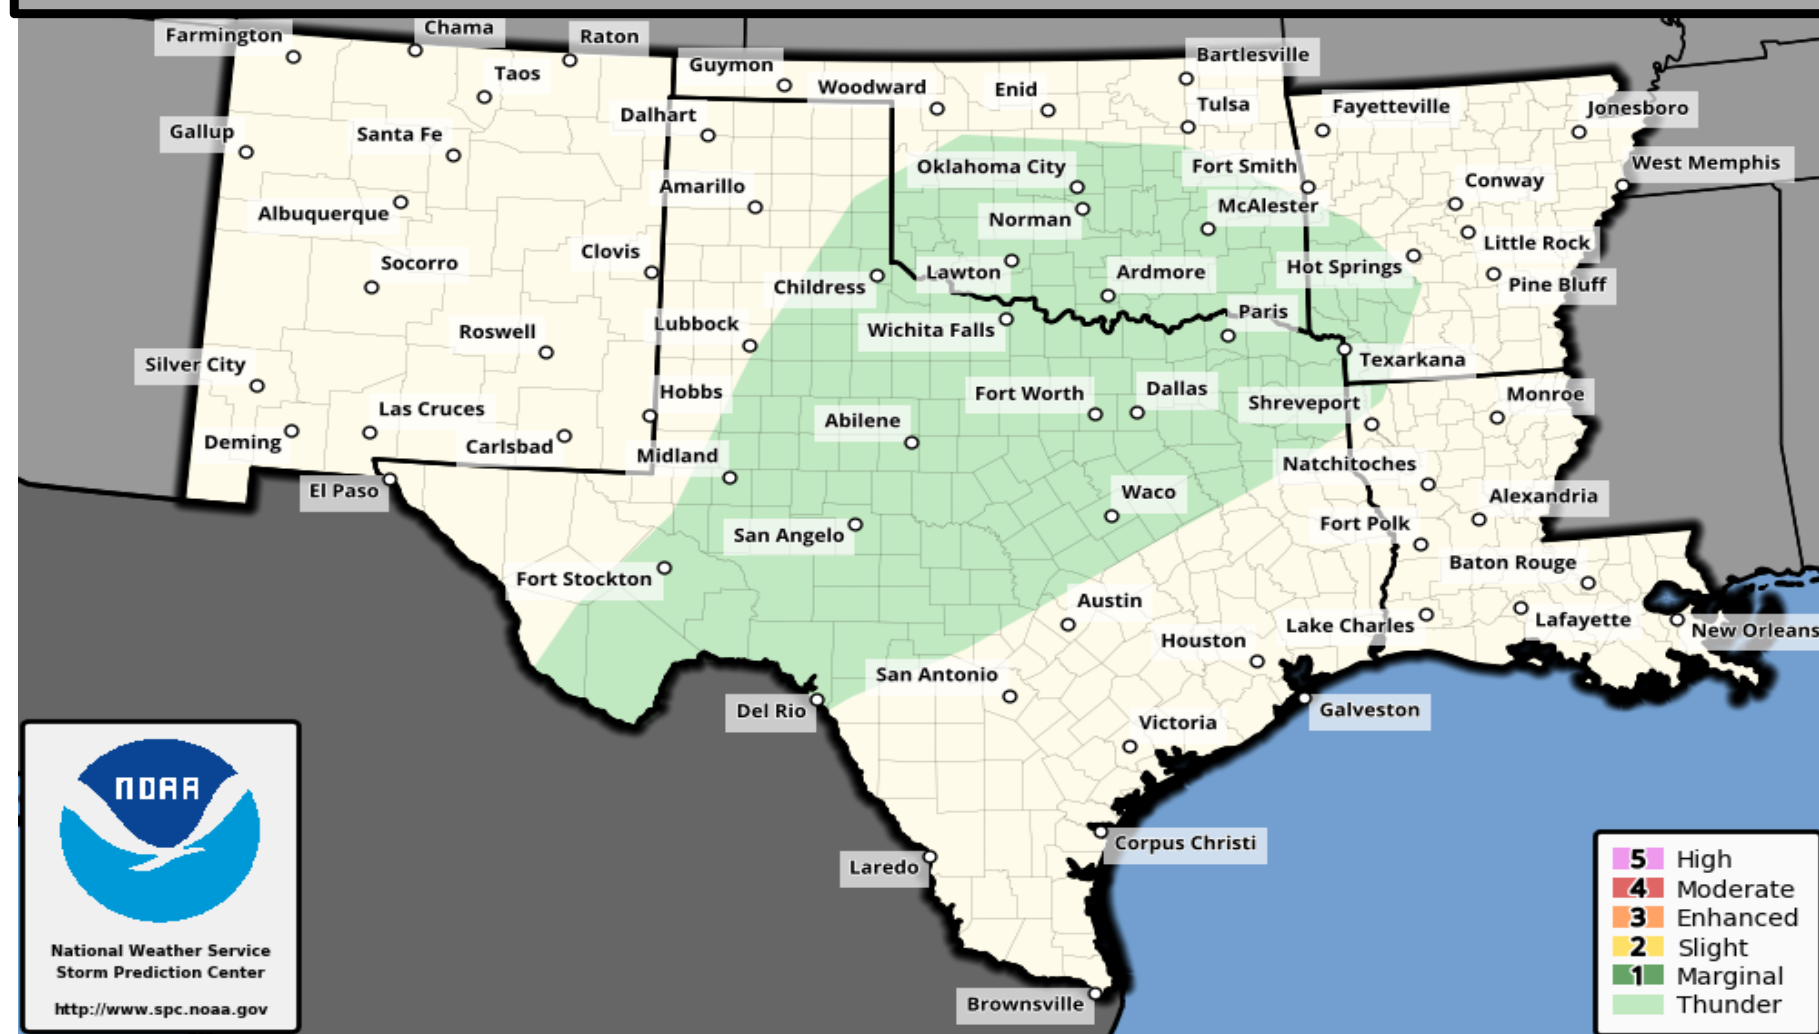 Farmington
Chama
Raton
Taos
Guymon
Woodward
Enid
Bartlesville
Tulsa
Fayetteville
Jonesboro
Gallup
Santa Fe
Dalhart
Oklahoma City
Fort Smith
Conway
West Memphis
Albuquerque
Amarillo
Norman
McAlester
Little Rock
Socorro
Clovis
Childress
Lawton
Ardmore
Hot Springs
Pine Bluff
Roswell
Lubbock
Wichita Falls
Paris
Texarkana
Silver City
Las Cruces
Hobbs
Abilene
Fort Worth
Dallas
Shreveport
Monroe
Deming
Carlsbad
Midland
Natchitoches
El Paso
San Angelo
Waco
Alexandria
Fort Polk
Fort Stockton
Baton Rouge
Austin
Houston
Lake Charles
Lafayette
New Orleans
San Antonio
Del Rio
Galveston
Victoria
Corpus Christi
Laredo
Brownsville
NOAA
National Weather Service
Storm Prediction Center
http://www.spc.noaa.gov
5 High
4 Moderate
3 Enhanced
2 Slight
1 Marginal
Thunder